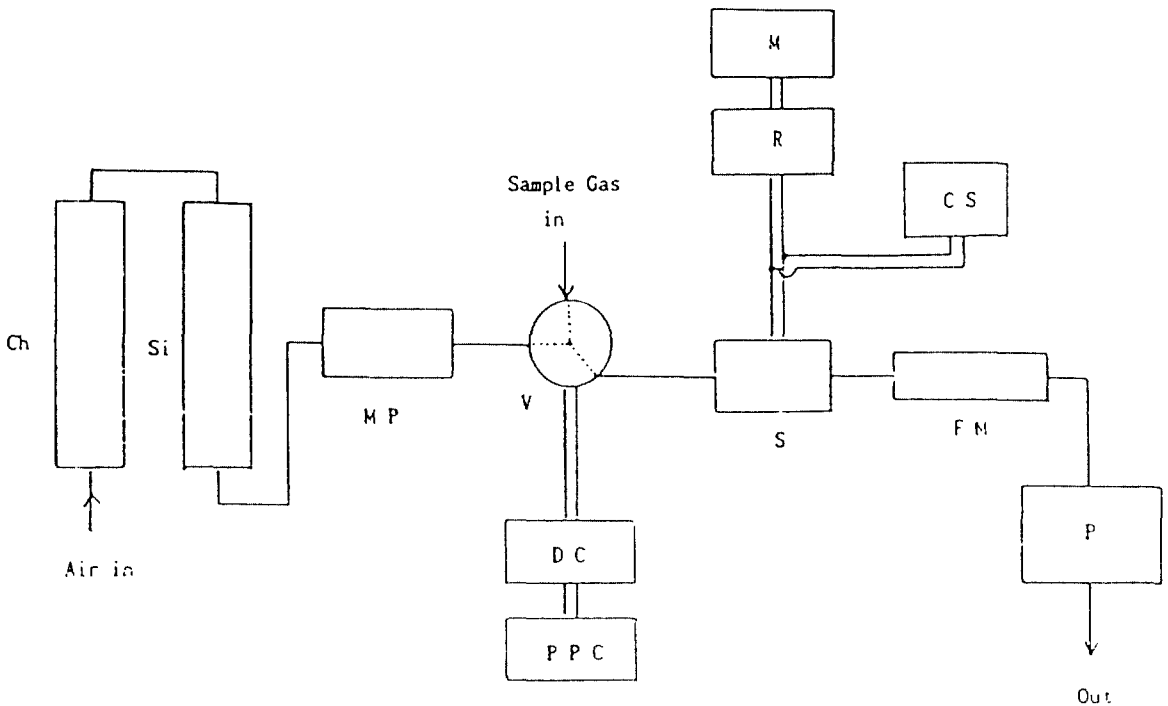 M
R
Sample Gas
in
C S
Ch
Si
M P
V
S
F M
D C
P
Air in
P P C
Out